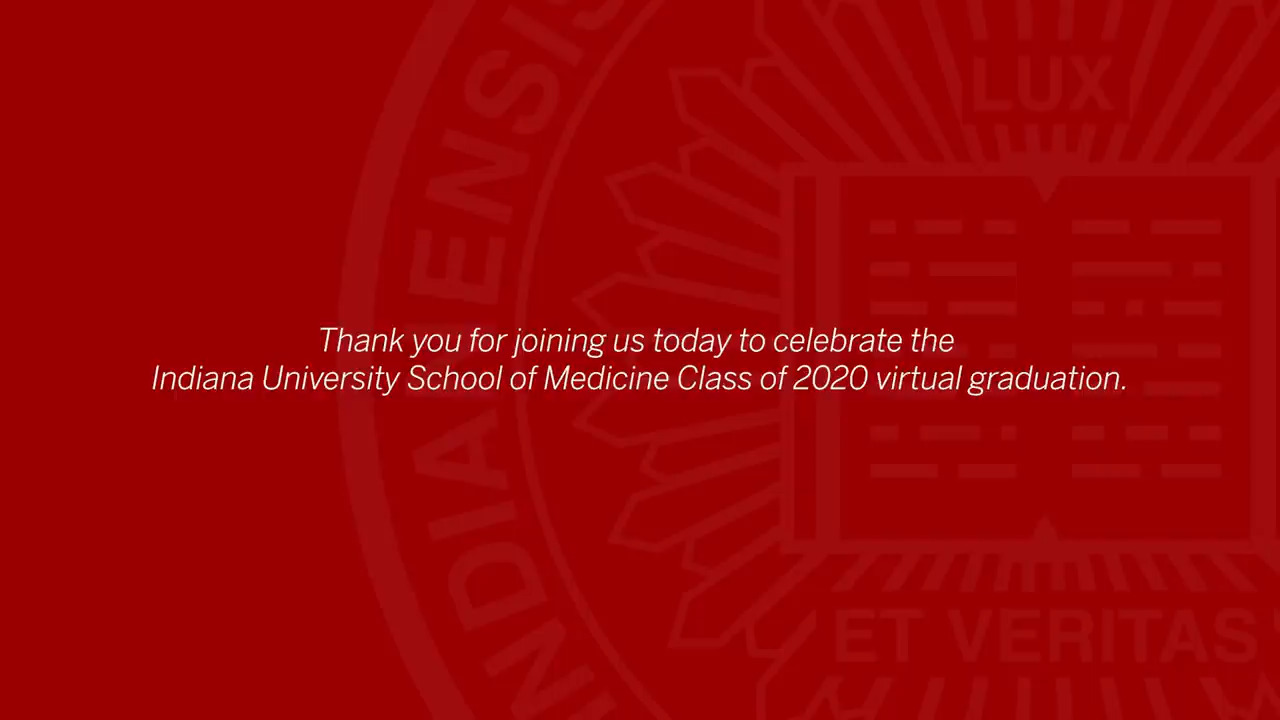 LUX
Thank you for joining us today to celebrate the
Indiana University School of Medicine Class of 2020 virtual graduation.
ET VERITAS